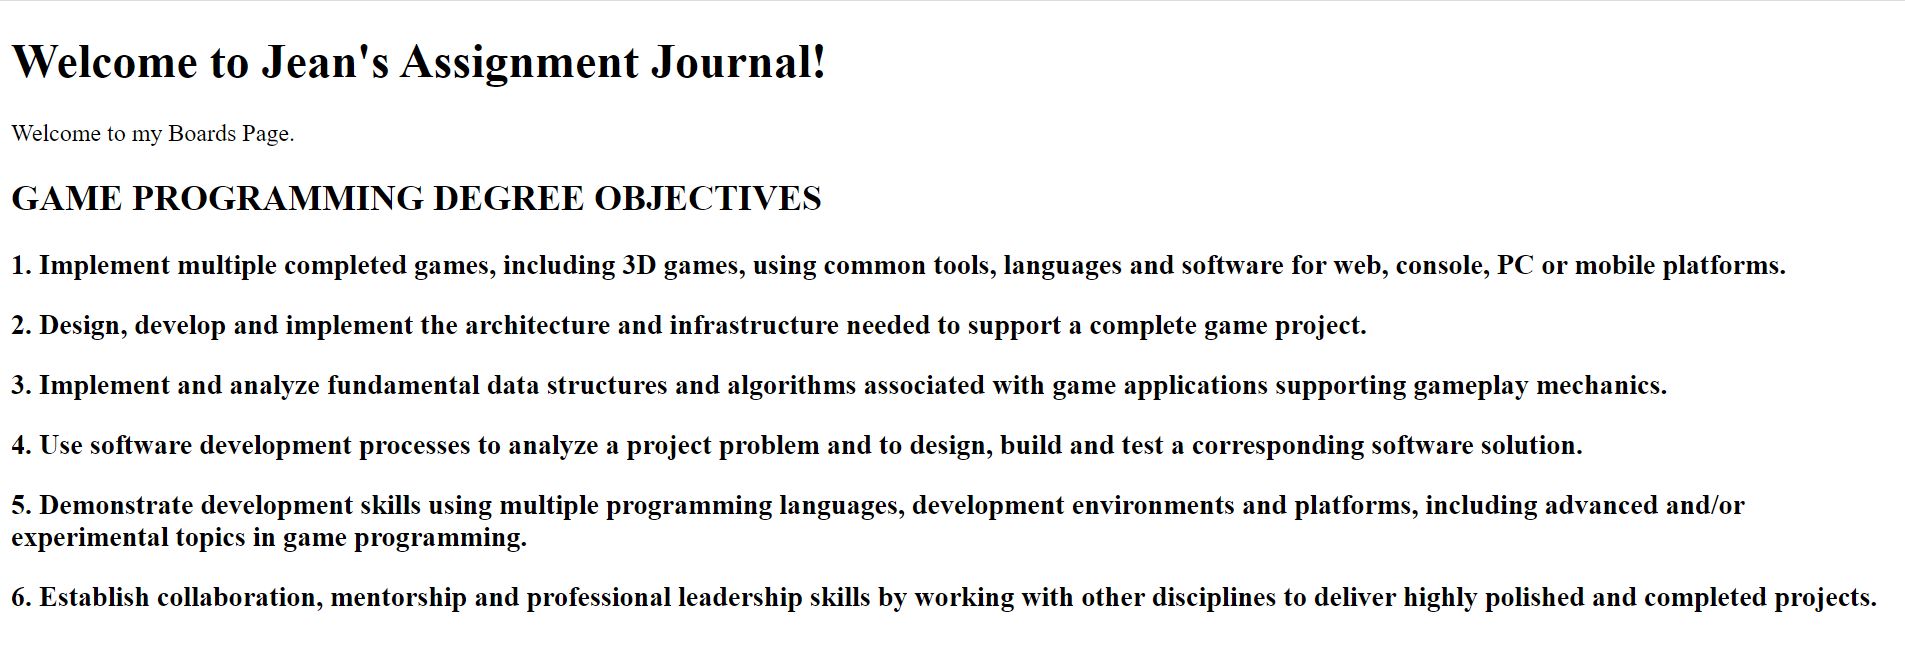 Welcome to Jean's Assignment Journal!
Welcome to my Boards Page.
GAME PROGRAMMING DEGREE OBJECTIVES
1. Implement multiple completed games, including 3D games, using common tools, languages and software for web, console, PC or mobile platforms.
2. Design, develop and implement the architecture and infrastructure needed to support a complete game project.
3. Implement and analyze fundamental data structures and algorithms associated with game applications supporting gameplay mechanics.
4. Use software development processes to analyze a project problem and to design, build and test a corresponding software solution.
5. Demonstrate development skills using multiple programming languages, development environments and platforms, including advanced and/or
experimental topics in game programming.
6. Establish collaboration, mentorship and professional leadership skills by working with other disciplines to deliver highly polished and completed projects.